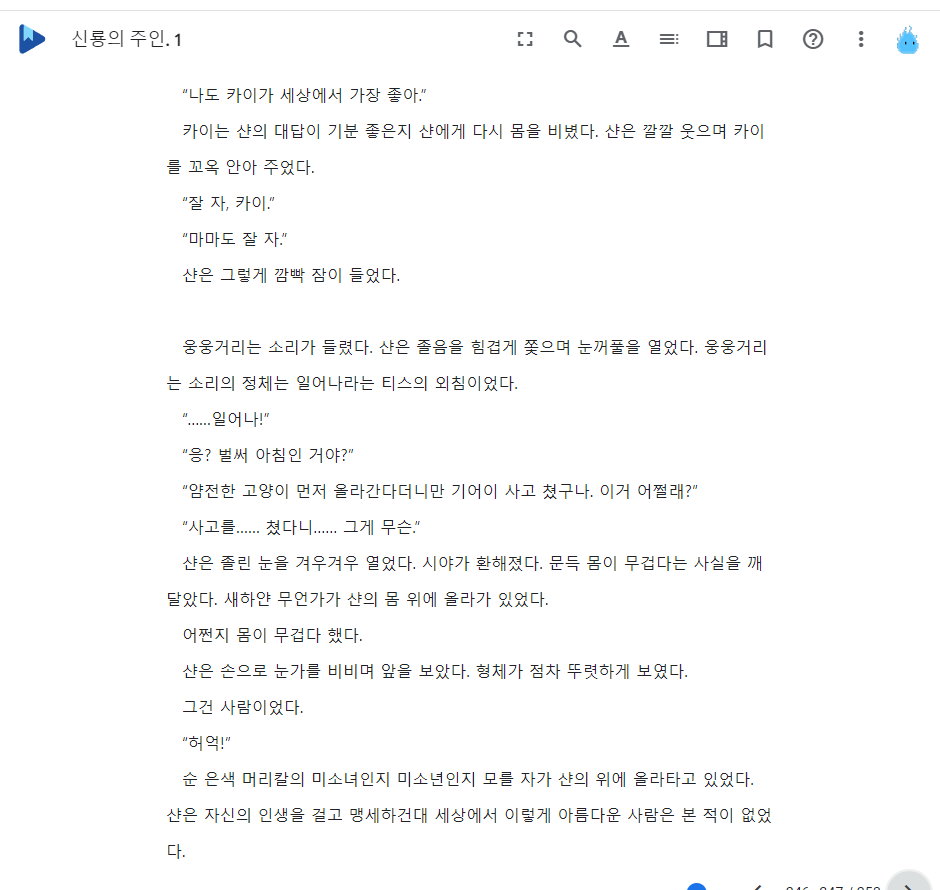 신룡의 주인. 1
“나도 카이가 세상에서 가장 좋아.”
카이는 샨의 대답이 기분 좋은지 샨에게 다시 몸을 비볐다. 샨은 깔깔 웃으며 카이
를 꼬옥 안아 주었다.
“잘 자, 카이.”
“마마도 잘 자.”
샨은 그렇게 깜빡 잠이 들었다.
웅웅거리는 소리가 들렸다. 샨은 졸음을 힘겹게 쫓으며 눈꺼풀을 열었다. 웅웅거리
는 소리의 정체는 일어나라는 티스의 외침이었다.
“......일어나!”
“응? 벌써 아침인 거야?”
“얌전한 고양이 먼저 올라간다더니만 기어이 사고 쳤구나. 이거 어쩔래?”
“사고를...... 쳤다니...... 그게 무슨.”
샨은 졸린 눈을 겨우겨우 열었다. 시야가 환해졌다. 문득 몸이 무겁다는 사실을 깨
달았다. 새하얀 무언가가 샨의 몸 위에 올라가 있었다.
어쩐지 몸이 무겁다 했다.
샨은 손으로 눈가를 비비며 앞을 보았다. 형체가 점차 뚜렷하게 보였다.
그건 사람이었다.
“허억!”
순 은색 머리칼의 미소녀인지 미소년인지 모를 자가 샨의 위에 올라타고 있었다.
샨은 자신의 인생을 걸고 맹세하건대 세상에서 이렇게 아름다운 사람은 본 적이 없었
다.